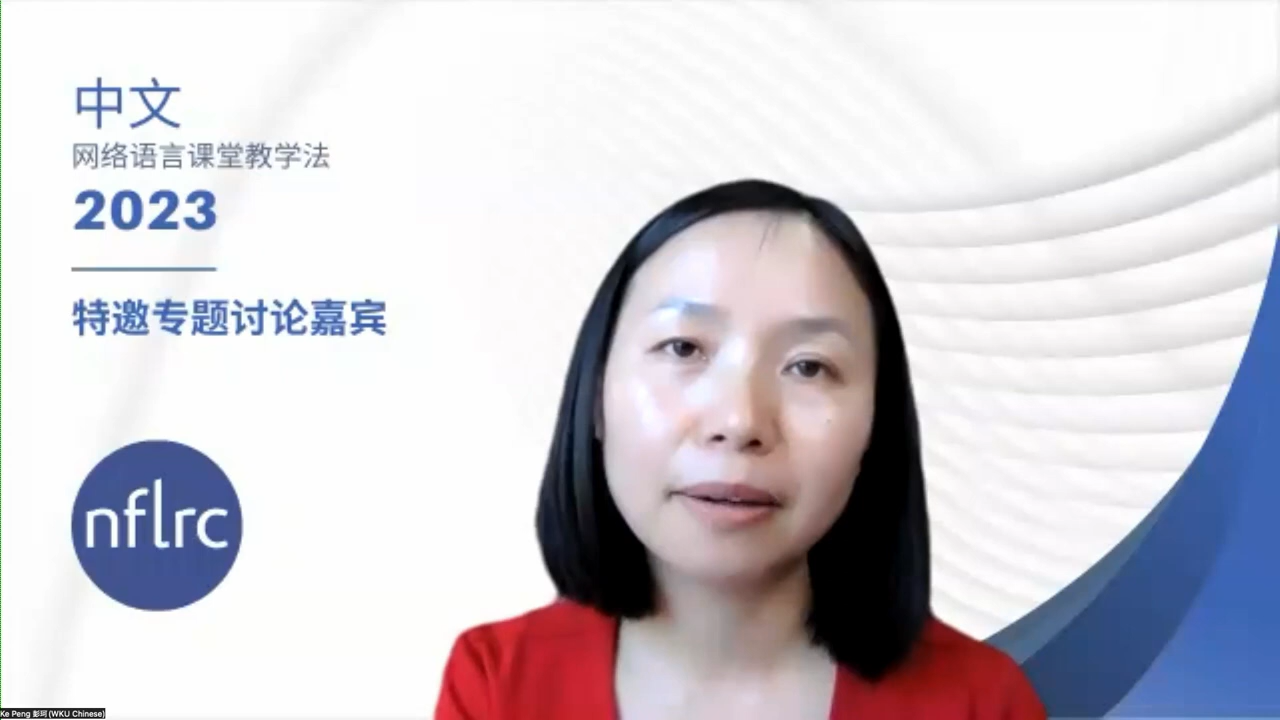 中文
网络语言课堂教学法
2023
特邀专题讨论嘉宾
nflrc
Ke Peng 彭珂(WKU Chinese)